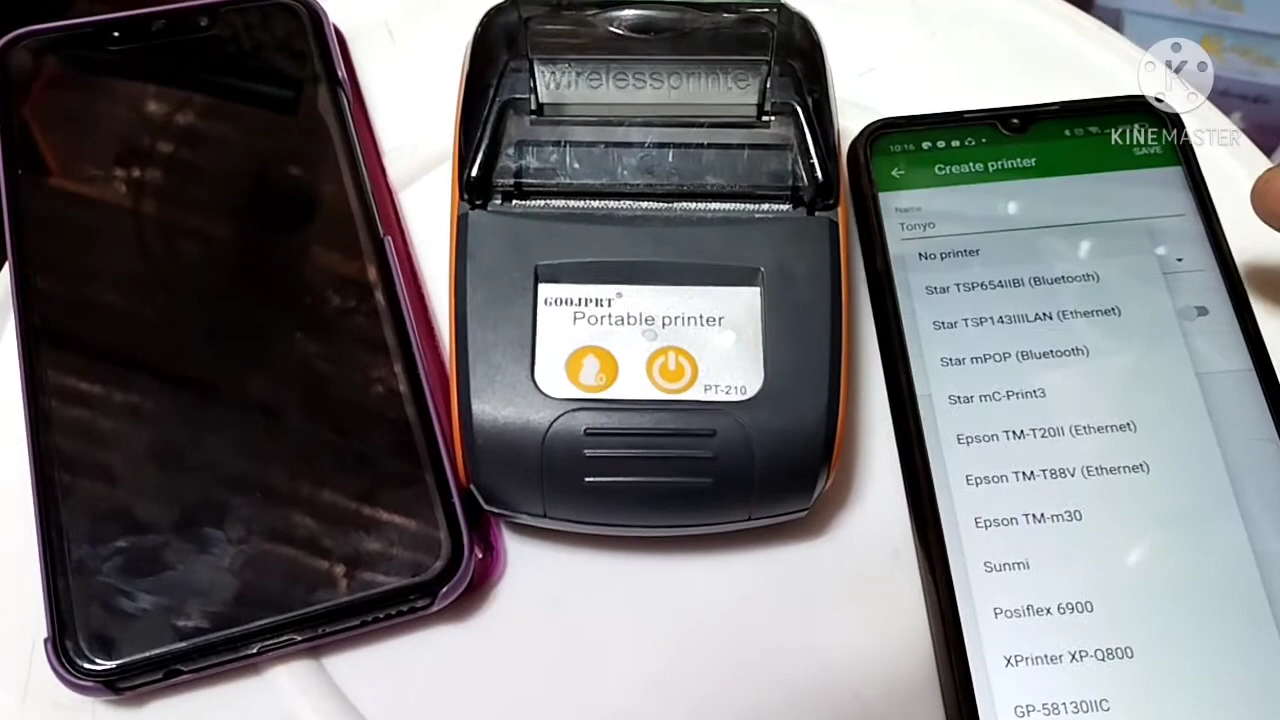 wirelessprinte
GOOJPRT®
Portable printer
PT-210
10:16
Create printer
SAVE
Name
Tonyo
No printer
Star TSP654IIBI (Bluetooth)
Star TSP143IIILAN (Ethernet)
Star mPOP (Bluetooth)
Star mC-Print3
Epson TM-T20II (Ethernet)
Epson TM-T88V (Ethernet)
Epson TM-m30
Sunmi
Posiflex 6900
XPrinter XP-Q800
GP-58130IIC
K
KINEMASTER